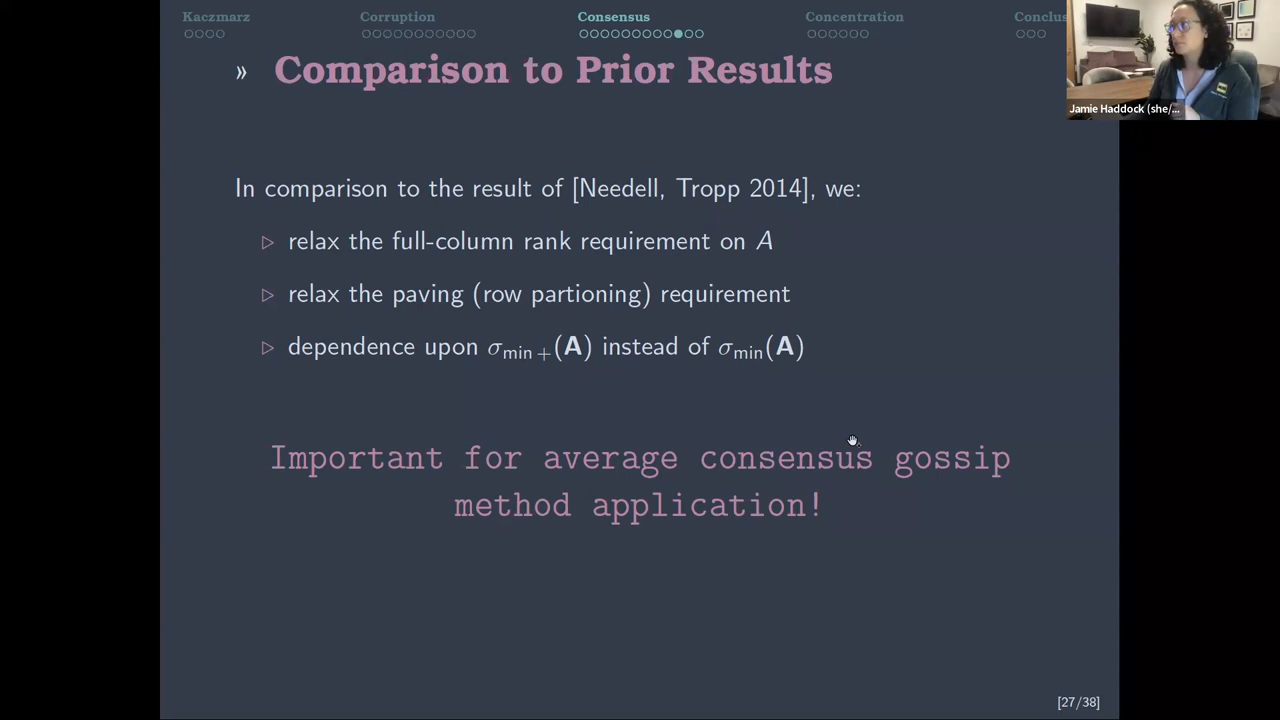 Kaczmarz Corruption Consensus Concentration Conclus
» Comparison to Prior Results
In comparison to the result of [Needell, Tropp 2014], we:
▷ relax the full-column rank requirement on A
▷ relax the paving (row partioning) requirement
▷ dependence upon σmin+(A) instead of σmin(A)
Important for average consensus gossip
method application!
[27/38]
Jamie Haddock (she/...